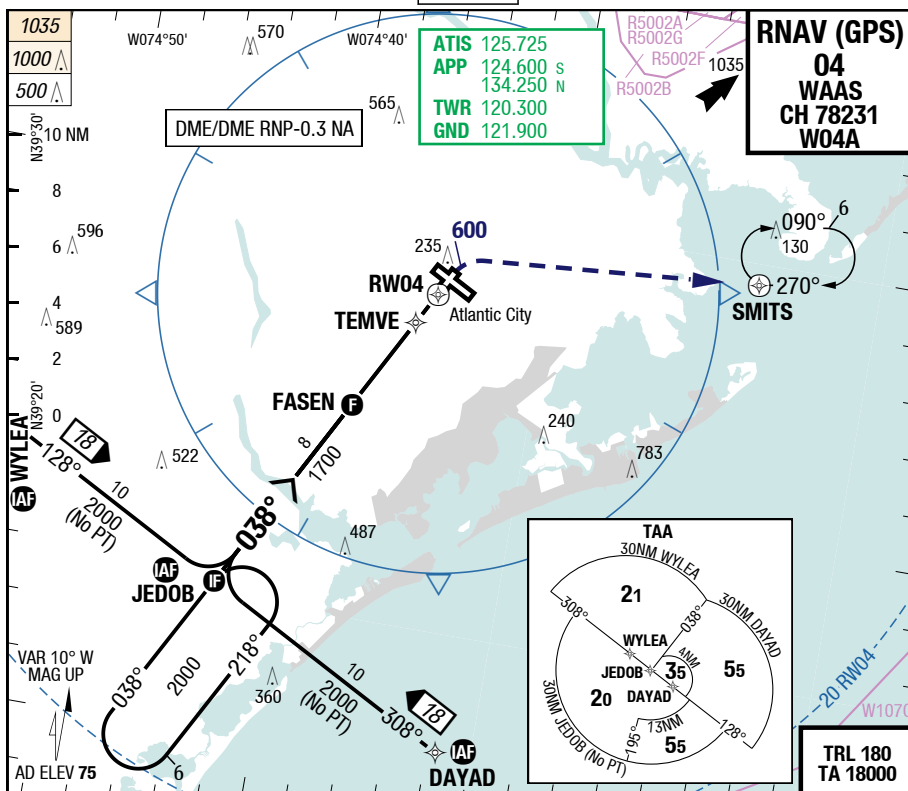 1035
1000
500
W074°50'
570
W074°40'
565
ATIS 125.725
APP 124.600 S
134.250 N
TWR 120.300
GND 121.900
R5002A
R5002G
R5002F
R5002B
1035
RNAV (GPS)
04
WAAS
CH 78231
W04A
DME/DME RNP-0.3 NA
N39°30'
10 NM
8
6
4
2
0
N39°20'
596
589
235
600
RW04
TEMVE
Atlantic City
090°
6
130
270°
SMITS
FASEN
F
8
1700
240
783
522
487
WYLEA
IAF
18
128°
10
2000
(No PT)
038°
IAF
JEDOB
IF
038°
2000
218°
6
360
10
2000
(No PT)
308°
18
IAF
DAYAD
VAR 10° W
MAG UP
AD ELEV 75
TAA
30NM WYLEA
21
308°
038°
30NM DAYAD
WYLEA
4NM
JEDOB
35
55
DAYAD
20
13NM
128°
195°
55
30NM JEDOB (No PT)
20 RW04
W1070
TRL 180
TA 18000